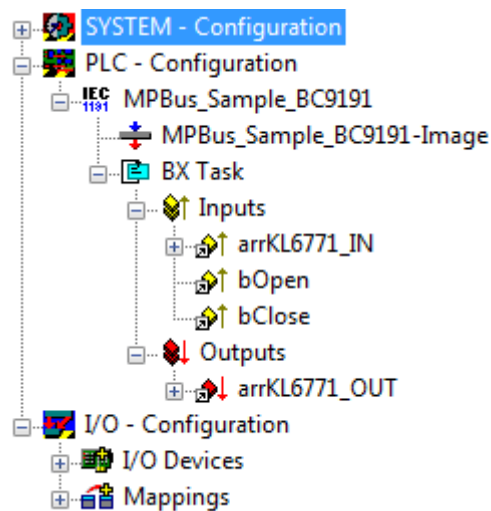 SYSTEM - Configuration
PLC - Configuration
IEC 1131 MPBus_Sample_BC9191
MPBus_Sample_BC9191-Image
BX Task
Inputs
arrKL6771_IN
bOpen
bClose
Outputs
arrKL6771_OUT
I/O - Configuration
I/O Devices
Mappings